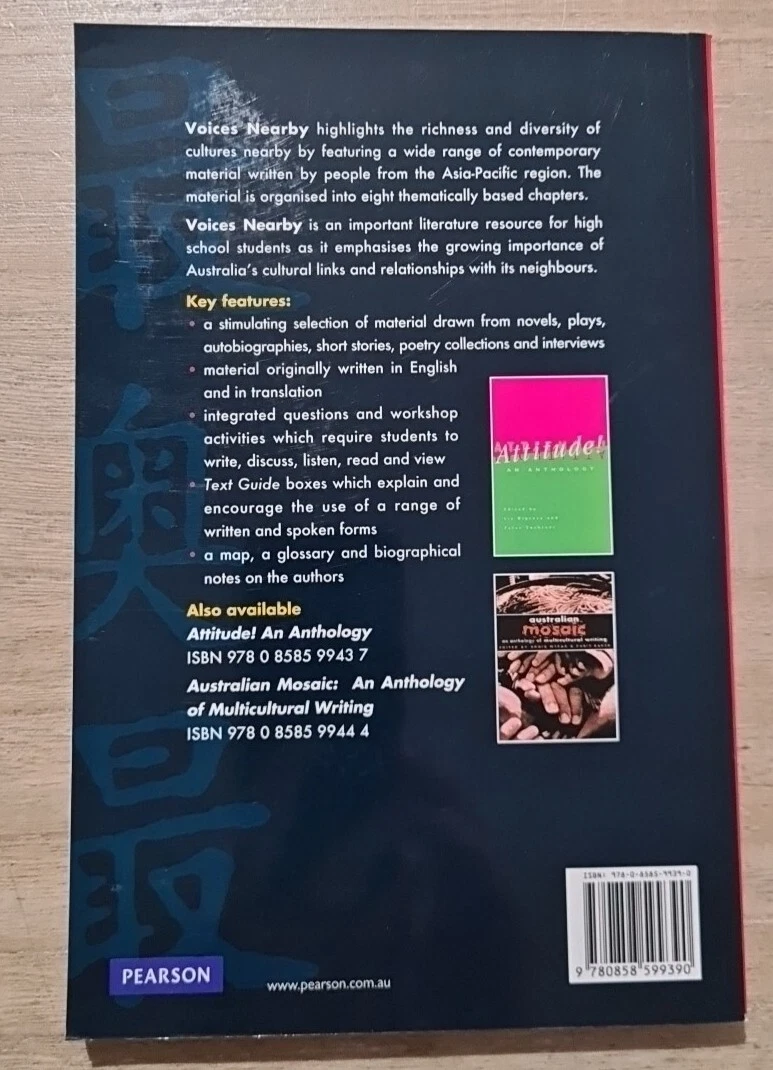 Voices Nearby highlights the richness and diversity of
cultures nearby by featuring a wide range of contemporary
material written by people from the Asia-Pacific region. The
material is organised into eight thematically based chapters.
Voices Nearby is an important literature resource for high
school students as it emphasises the growing importance of
Australia's cultural links and relationships with its neighbours.
Key features:
• a stimulating selection of material drawn from novels, plays,
autobiographies, short stories, poetry collections and interviews
• material originally written in English
and in translation
• integrated questions and workshop
activities which require students to
write, discuss, listen, read and view
• Text Guide boxes which explain and
encourage the use of a range of
written and spoken forms
• a map, a glossary and biographical
notes on the authors
Also available
Attitude! An Anthology
ISBN 978 0 8585 9943 7
Australian Mosaic: An Anthology
of Multicultural Writing
ISBN 978 0 8585 9944 4
Attitude!
AN ANTHOLOGY
Edited by
australian
mosaic
an anthology of multicultural writing
最
奥
最
PEARSON
www.pearson.com.au
ISBN: 978-0-8585-9939-0
9 780858 599390